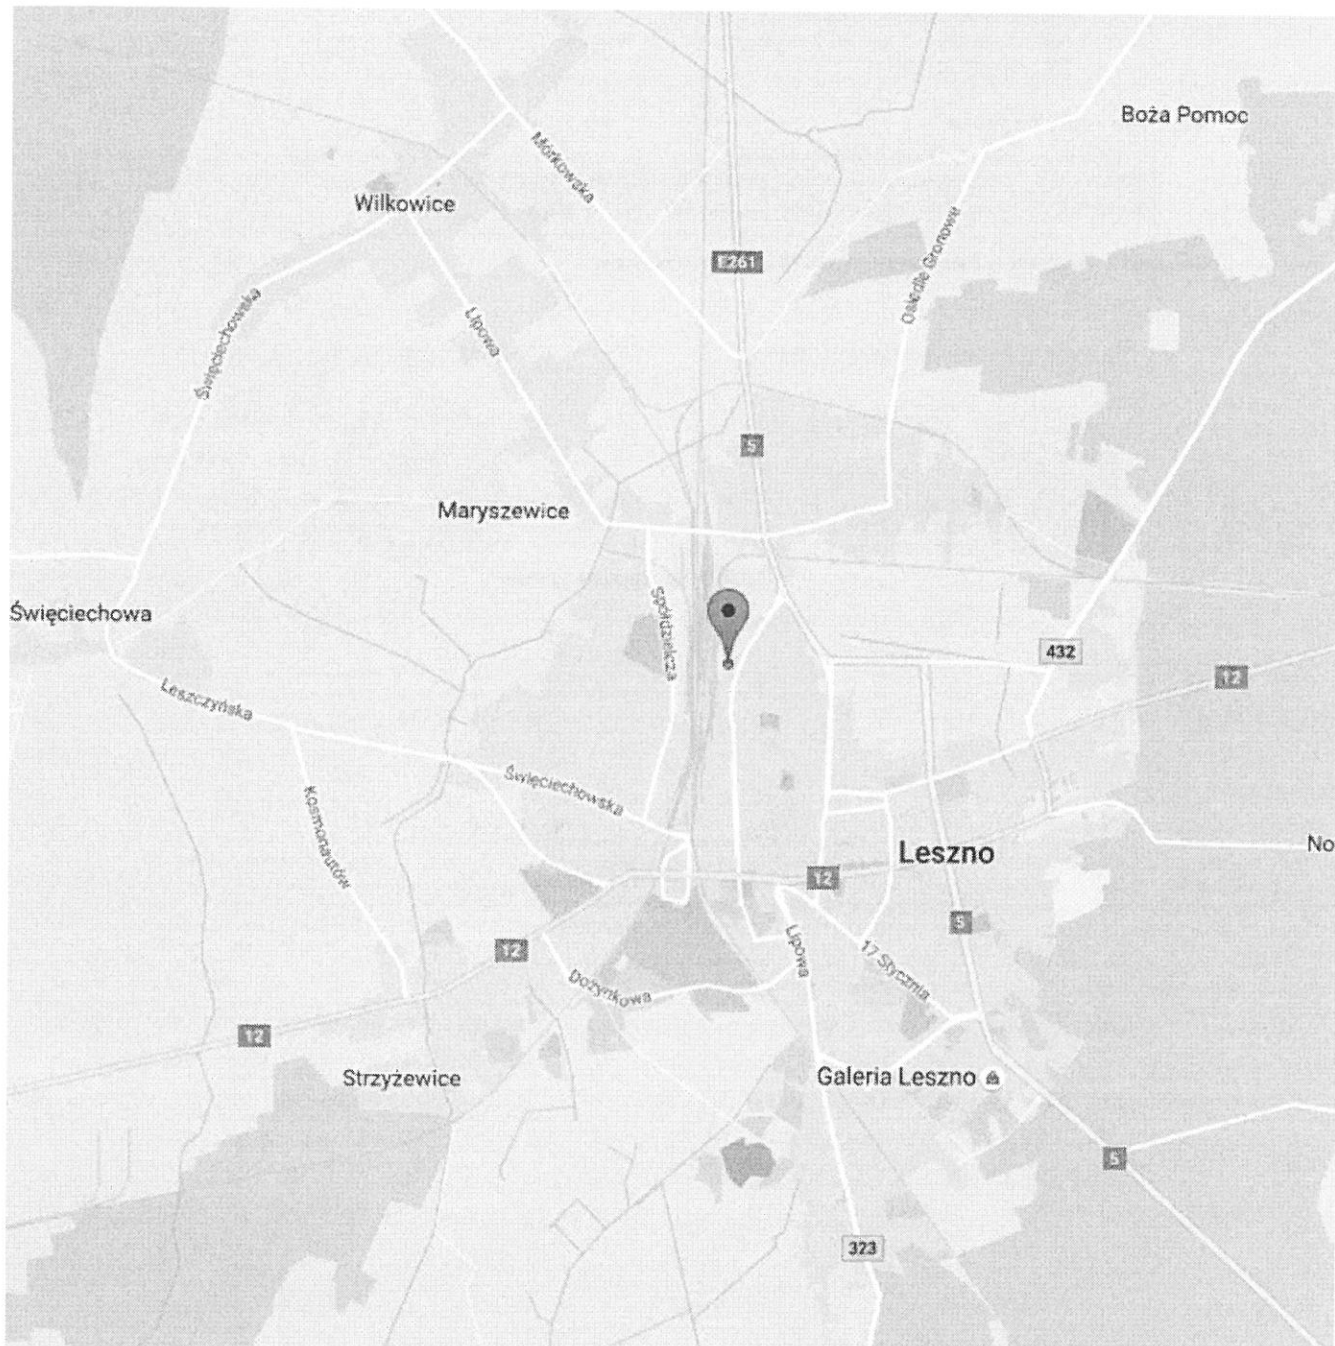 Boża Pomoc
Mórkowska
Wilkowice
E261
Osiedle Gronowo
Święciechowska
Lipowa
5
Maryszewice
Święciechowa
Spółdzielcza
432
12
Leszczyńska
Święciechowska
Kosmonautów
Leszno
No
12
5
Lipowa
17 Stycznia
12
Dożynkowa
12
Strzyżewice
Galeria Leszno
5
323